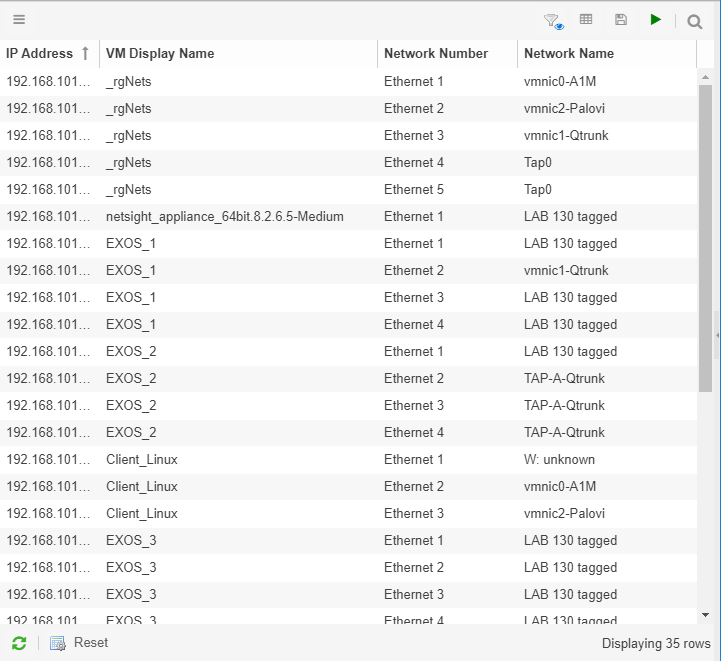 IP Address VM Display Name Network Number Network Name
192.168.101... _rgNets Ethernet 1 vmnic0-A1M
192.168.101... _rgNets Ethernet 2 vmnic2-Palovi
192.168.101... _rgNets Ethernet 3 vmnic1-Qtrunk
192.168.101... _rgNets Ethernet 4 Tap0
192.168.101... _rgNets Ethernet 5 Tap0
192.168.101... netsight_appliance_64bit.8.2.6.5-Medium Ethernet 1 LAB 130 tagged
192.168.101... EXOS_1 Ethernet 1 LAB 130 tagged
192.168.101... EXOS_1 Ethernet 2 vmnic1-Qtrunk
192.168.101... EXOS_1 Ethernet 3 LAB 130 tagged
192.168.101... EXOS_1 Ethernet 4 LAB 130 tagged
192.168.101... EXOS_2 Ethernet 1 LAB 130 tagged
192.168.101... EXOS_2 Ethernet 2 TAP-A-Qtrunk
192.168.101... EXOS_2 Ethernet 3 TAP-A-Qtrunk
192.168.101... EXOS_2 Ethernet 4 TAP-A-Qtrunk
192.168.101... Client_Linux Ethernet 1 W: unknown
192.168.101... Client_Linux Ethernet 2 vmnic0-A1M
192.168.101... Client_Linux Ethernet 3 vmnic2-Palovi
192.168.101... EXOS_3 Ethernet 1 LAB 130 tagged
192.168.101... EXOS_3 Ethernet 2 LAB 130 tagged
192.168.101... EXOS_3 Ethernet 3 LAB 130 tagged
192.168.101... EXOS_3 Ethernet 4 LAB 130 tagged
Reset Displaying 35 rows